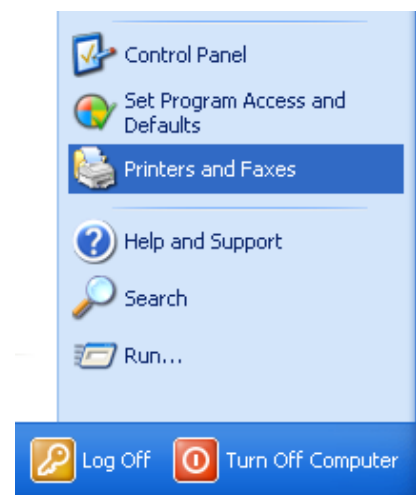 Control Panel
Set Program Access and
Defaults
Printers and Faxes
Help and Support
Search
Run...
Log Off Turn Off Computer